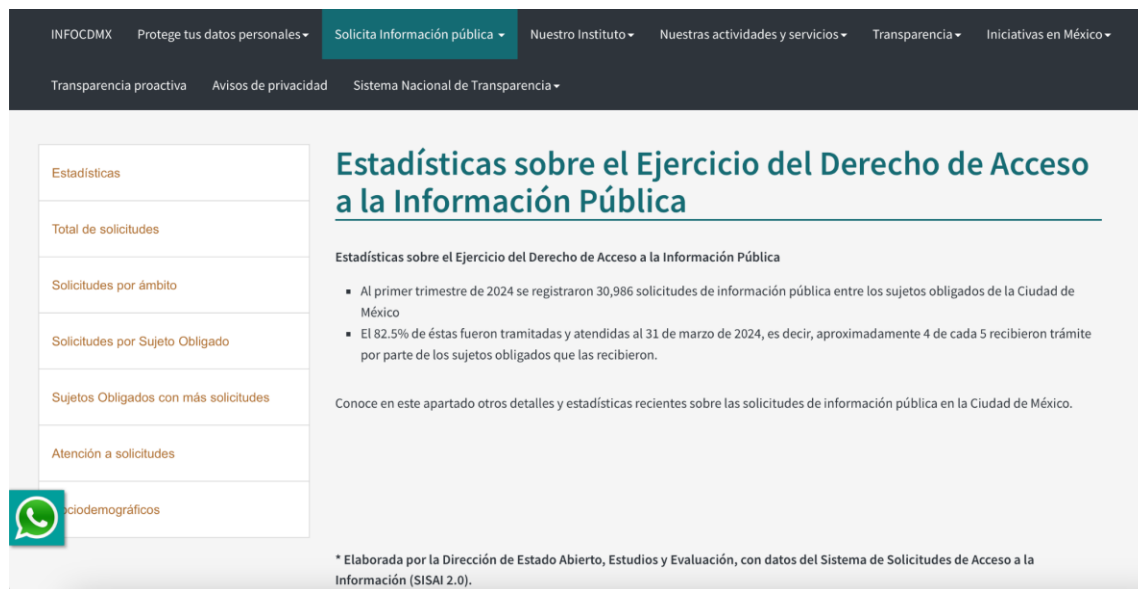 INFOCDMX Protege tus datos personales Solicita Información pública Nuestro Instituto Nuestras actividades y servicios Transparencia Iniciativas en México
Transparencia proactiva Avisos de privacidad Sistema Nacional de Transparencia
Estadísticas
Total de solicitudes
Solicitudes por ámbito
Solicitudes por Sujeto Obligado
Sujetos Obligados con más solicitudes
Atención a solicitudes
ciodemográficos
Estadísticas sobre el Ejercicio del Derecho de Acceso
a la Información Pública
Estadísticas sobre el Ejercicio del Derecho de Acceso a la Información Pública
▪ Al primer trimestre de 2024 se registraron 30,986 solicitudes de información pública entre los sujetos obligados de la Ciudad de
México
▪ El 82.5% de éstas fueron tramitadas y atendidas al 31 de marzo de 2024, es decir, aproximadamente 4 de cada 5 recibieron trámite
por parte de los sujetos obligados que las recibieron.
Conoce en este apartado otros detalles y estadísticas recientes sobre las solicitudes de información pública en la Ciudad de México.
* Elaborada por la Dirección de Estado Abierto, Estudios y Evaluación, con datos del Sistema de Solicitudes de Acceso a la
Información (SISAI 2.0).